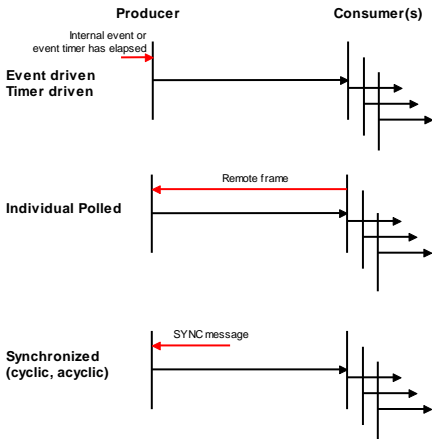 Producer Consumer(s)
Internal event or
event timer has elapsed
Event driven
Timer driven
Remote frame
Individual Polled
SYNC message
Synchronized
(cyclic, acyclic)